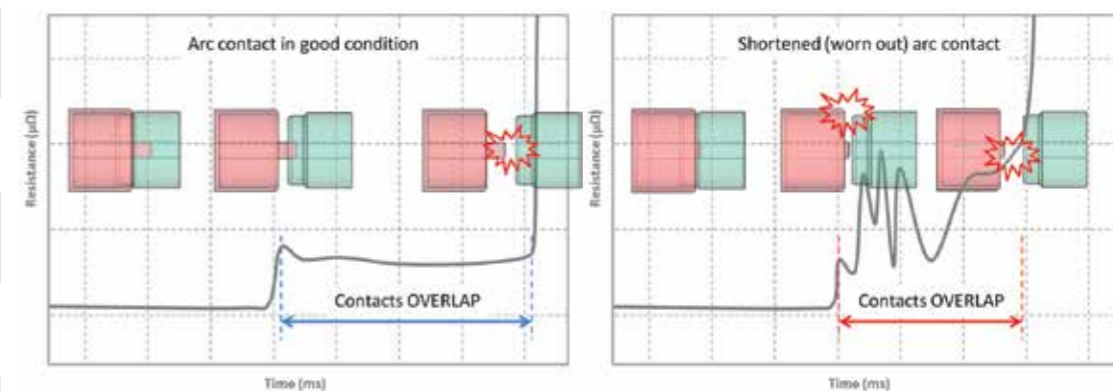 Arc contact in good condition
Resistance (μΩ)
Contacts OVERLAP
Time (ms)
Shortened (worn out) arc contact
Resistance (μΩ)
Contacts OVERLAP
Time (ms)